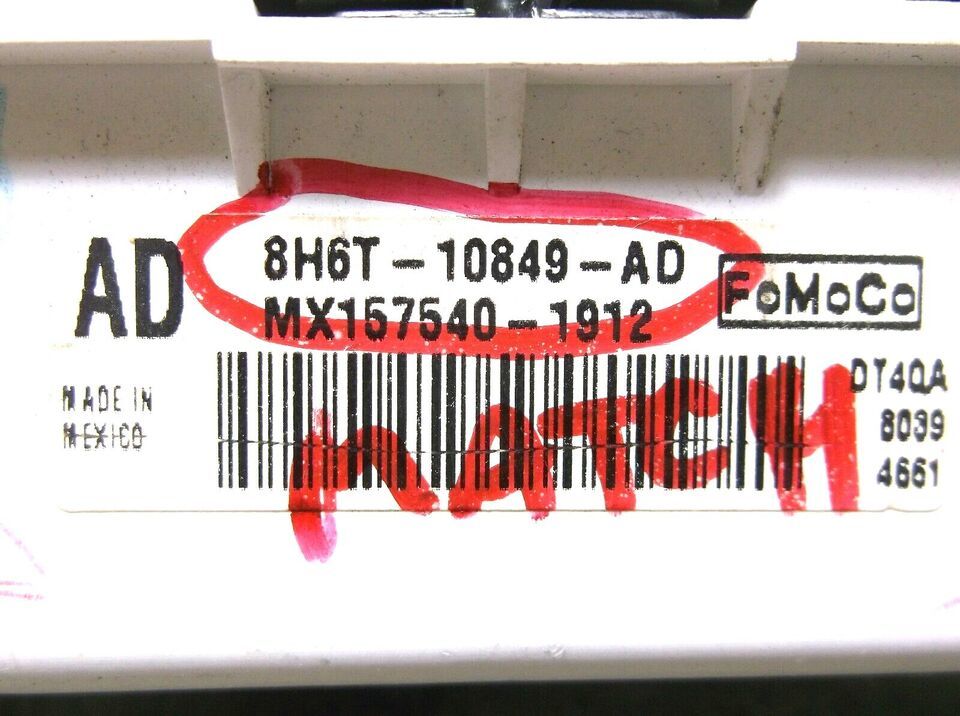 AD
8H6T-10849-AD
MX157540-1912
FoMoCo
MADE IN
MEXICO
DT4QA
8039
4661
MATCH